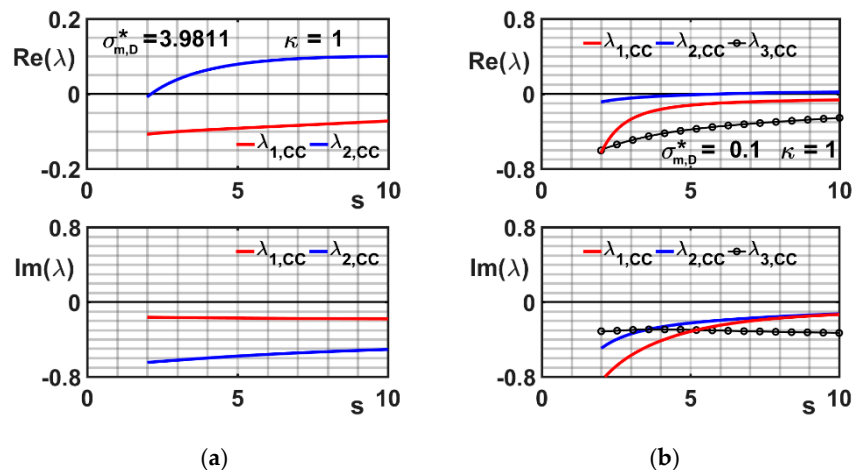 0.2
σ*m,D = 3.9811 κ = 1
Re(λ)
0
λ1,CC λ2,CC
-0.2
0 5 10
s
0.8
λ1,CC λ2,CC
Im(λ)
0
-0.8
0 5 10
s
(a)
0.8
λ1,CC λ2,CC λ3,CC
Re(λ)
0
σ*m,D = 0.1 κ = 1
-0.8
0 5 10
s
0.8
λ1,CC λ2,CC λ3,CC
Im(λ)
0
-0.8
0 5 10
s
(b)